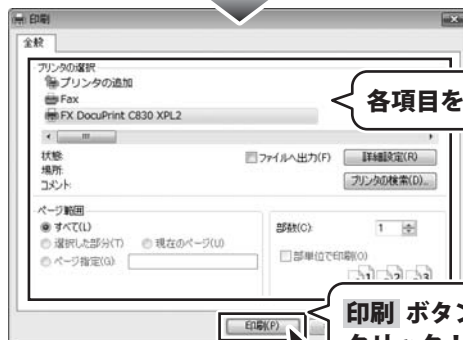 印刷
全般
プリンタの選択
プリンタの追加
Fax
FX DocuPrint C830 XPL2
各項目を
状態:
場所:
コメント:
ファイルへ出力(F)
詳細設定(R)
プリンタの検索(D)...
ページ範囲
すべて(L)
選択した部分(T) 現在のページ(U)
ページ指定(G):
部数(C): 1
部単位で印刷(O)
1 2 3
印刷(P)
印刷 ボタン